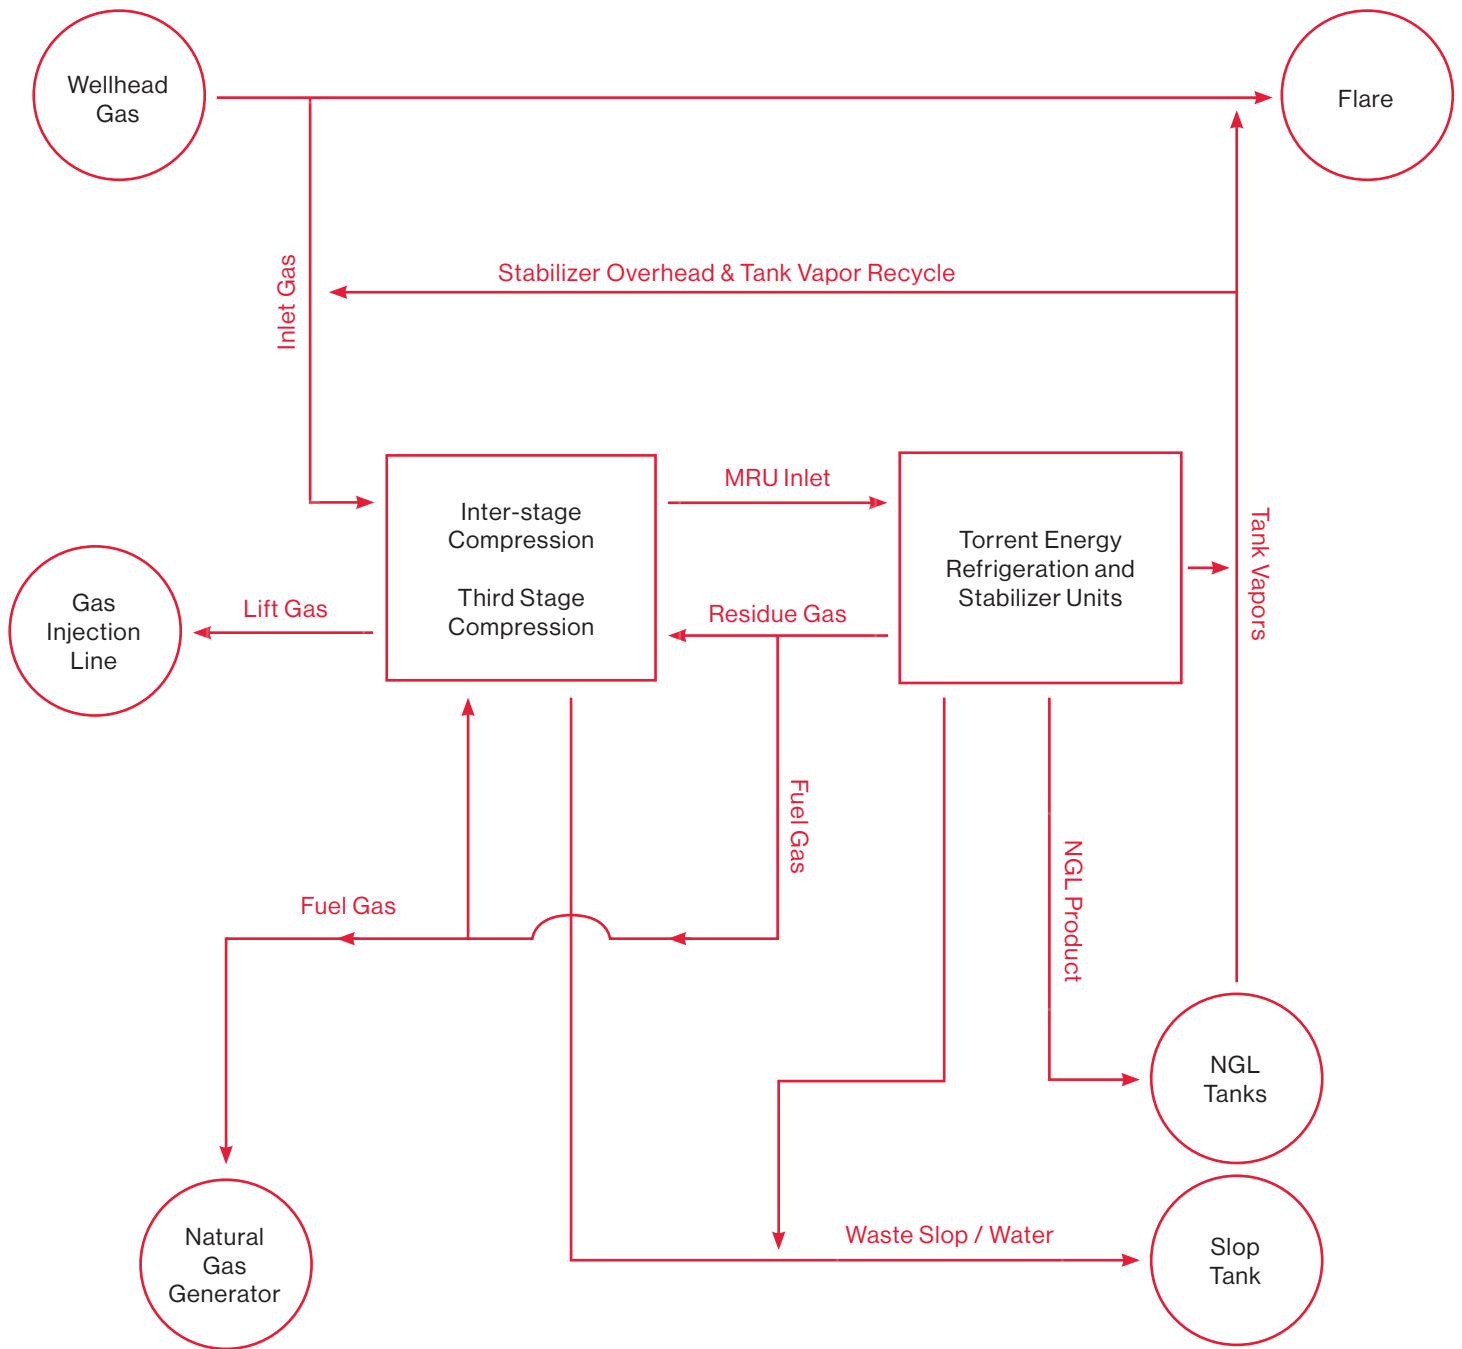 Wellhead
Gas
Flare
Stabilizer Overhead & Tank Vapor Recycle
Inlet Gas
MRU Inlet
Inter-stage
Compression
Third Stage
Compression
Torrent Energy
Refrigeration and
Stabilizer Units
Tank Vapors
Gas
Injection
Line
Lift Gas
Residue Gas
Fuel Gas
NGL Product
Fuel Gas
NGL
Tanks
Natural
Gas
Generator
Waste Slop / Water
Slop
Tank